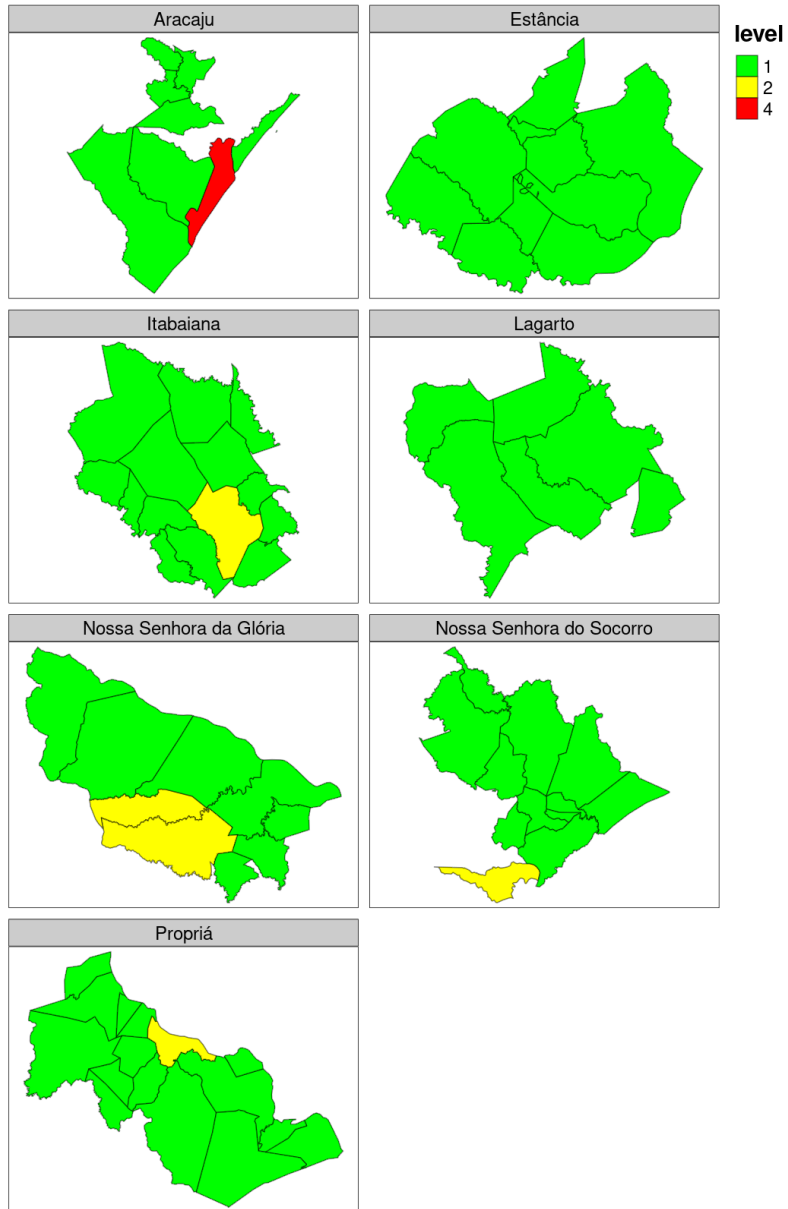 Aracaju
Estância
level
1
2
4
Itabaiana
Lagarto
Nossa Senhora da Glória
Nossa Senhora do Socorro
Propriá